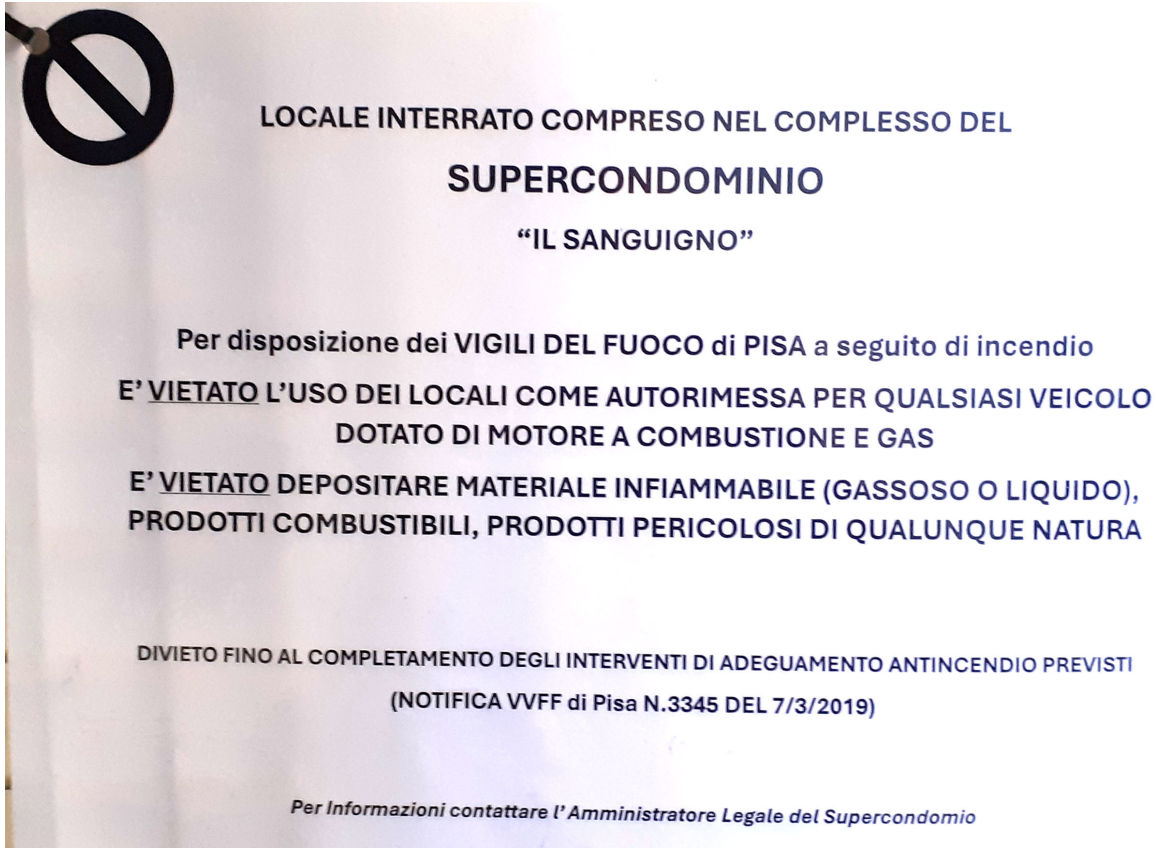 LOCALE INTERRATO COMPRESO NEL COMPLESSO DEL
SUPERCONDOMINIO
“IL SANGUIGNO”
Per disposizione dei VIGILI DEL FUOCO di PISA a seguito di incendio
E’ VIETATO L’USO DEI LOCALI COME AUTORIMESSA PER QUALSIASI VEICOLO
DOTATO DI MOTORE A COMBUSTIONE E GAS
E’ VIETATO DEPOSITARE MATERIALE INFIAMMABILE (GASSOSO O LIQUIDO),
PRODOTTI COMBUSTIBILI, PRODOTTI PERICOLOSI DI QUALUNQUE NATURA
DIVIETO FINO AL COMPLETAMENTO DEGLI INTERVENTI DI ADEGUAMENTO ANTINCENDIO PREVISTI
(NOTIFICA VVFF di Pisa N.3345 DEL 7/3/2019)
Per Informazioni contattare l’ Amministratore Legale del Supercondomio